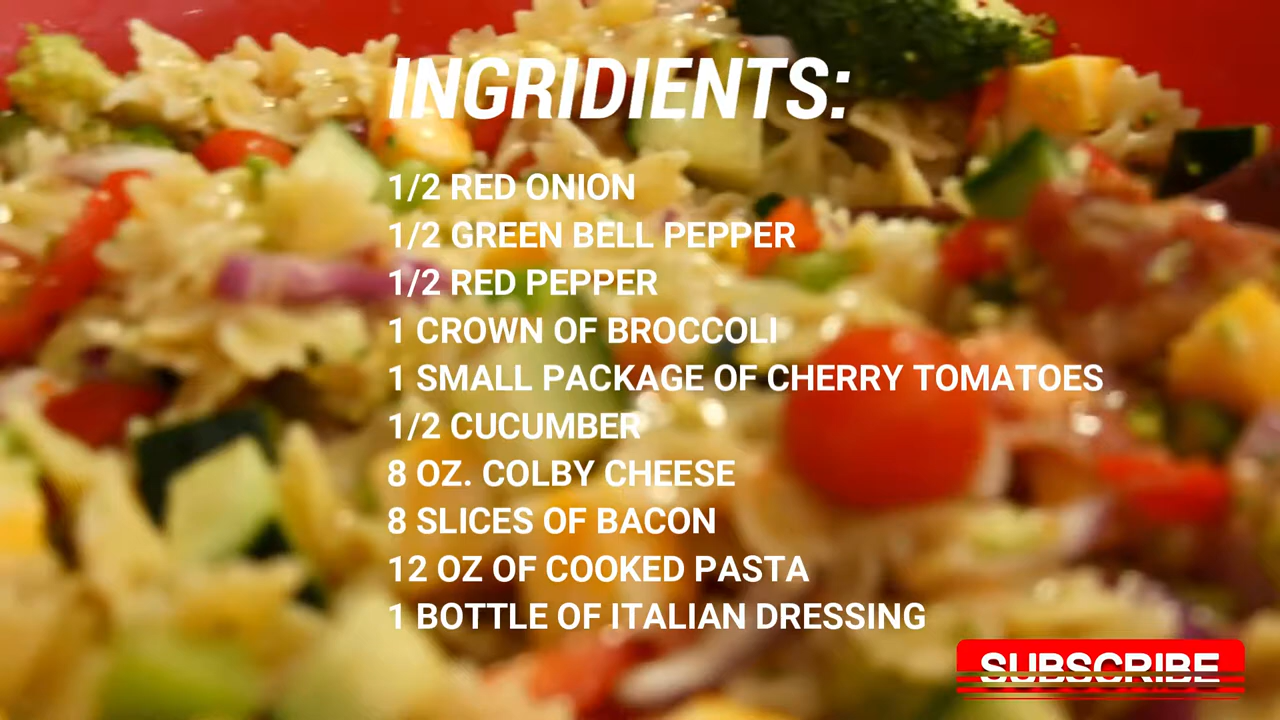 INGRIDIENTS:
1/2 RED ONION
1/2 GREEN BELL PEPPER
1/2 RED PEPPER
1 CROWN OF BROCCOLI
1 SMALL PACKAGE OF CHERRY TOMATOES
1/2 CUCUMBER
8 OZ. COLBY CHEESE
8 SLICES OF BACON
12 OZ OF COOKED PASTA
1 BOTTLE OF ITALIAN DRESSING
SUBSCRIBE